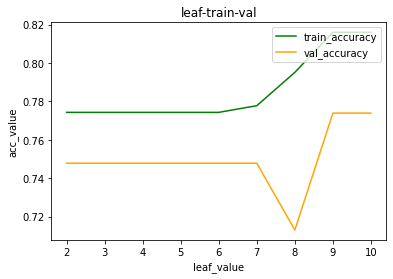 leaf-train-val
train_accuracy
val_accuracy
acc_value
0.82
0.80
0.78
0.76
0.74
0.72
2 3 4 5 6 7 8 9 10
leaf_value